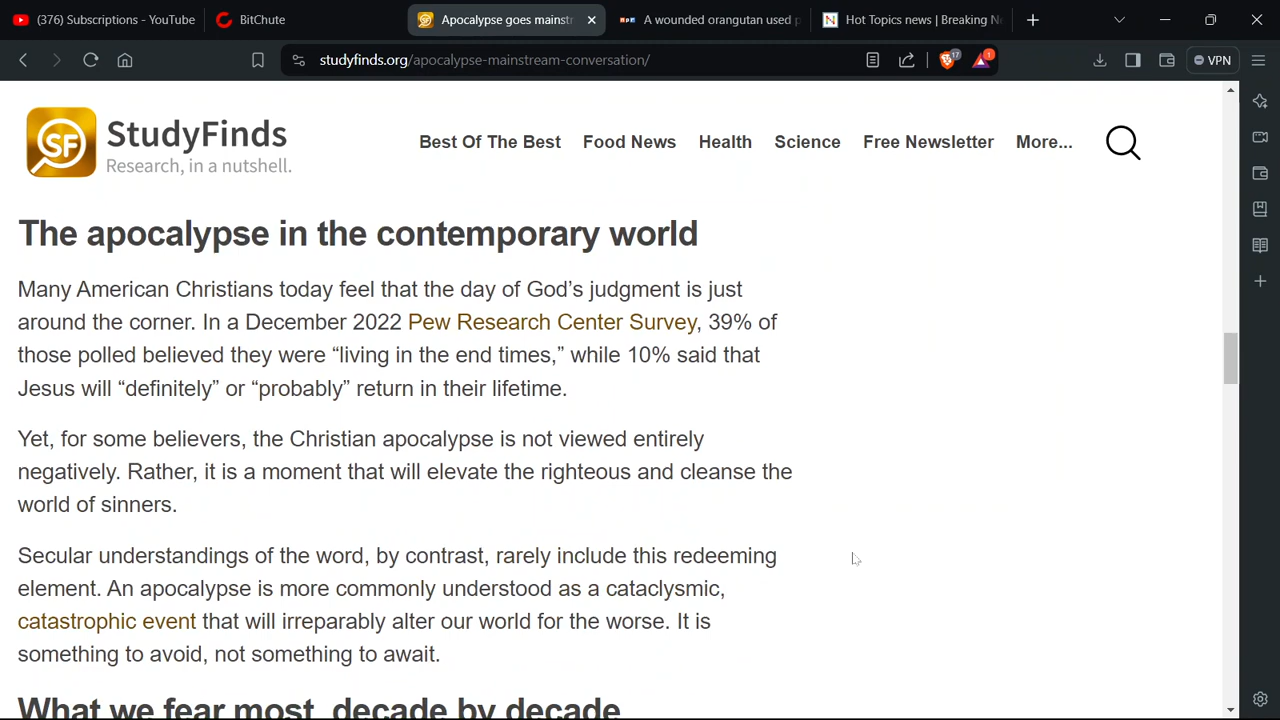 (376) Subscriptions - YouTube
BitChute
Apocalypse goes mainst
A wounded orangutan used p
Hot Topics news | Breaking N
studyfinds.org/apocalypse-mainstream-conversation/
17
1
VPN
SF
StudyFinds
Research, in a nutshell.
Best Of The Best
Food News
Health
Science
Free Newsletter
More...
The apocalypse in the contemporary world
Many American Christians today feel that the day of God’s judgment is just
around the corner. In a December 2022 Pew Research Center Survey, 39% of
those polled believed they were “living in the end times,” while 10% said that
Jesus will “definitely” or “probably” return in their lifetime.
Yet, for some believers, the Christian apocalypse is not viewed entirely
negatively. Rather, it is a moment that will elevate the righteous and cleanse the
world of sinners.
Secular understandings of the word, by contrast, rarely include this redeeming
element. An apocalypse is more commonly understood as a cataclysmic,
catastrophic event that will irreparably alter our world for the worse. It is
something to avoid, not something to await.
What we fear most, decade by decade